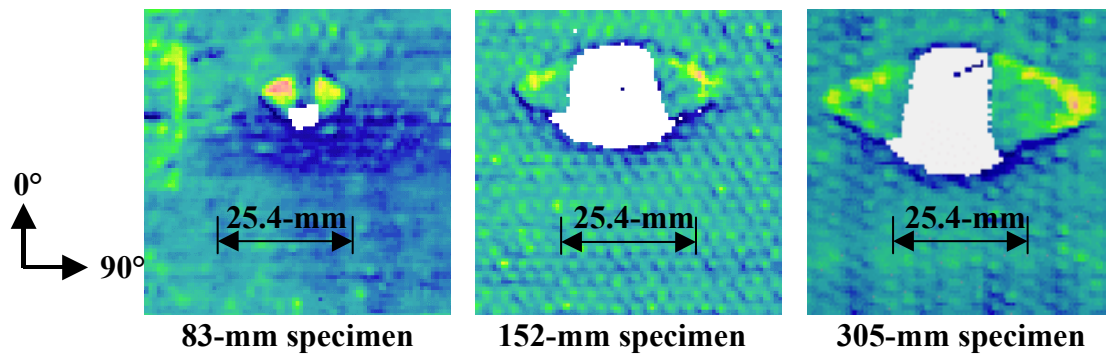 0°
90°
25.4-mm
25.4-mm
25.4-mm
83-mm specimen
152-mm specimen
305-mm specimen